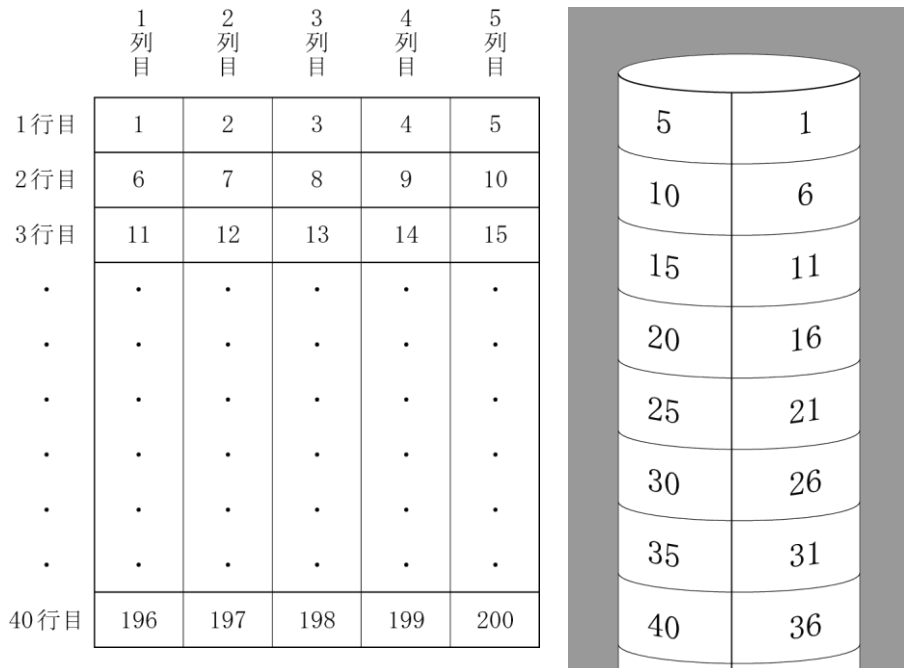 1列目 2列目 3列目 4列目 5列目
1行目 1 2 3 4 5
2行目 6 7 8 9 10
3行目 11 12 13 14 15
・ ・ ・ ・ ・ ・
・ ・ ・ ・ ・ ・
・ ・ ・ ・ ・ ・
・ ・ ・ ・ ・ ・
・ ・ ・ ・ ・ ・
・ ・ ・ ・ ・ ・
40行目 196 197 198 199 200
5 1
10 6
15 11
20 16
25 21
30 26
35 31
40 36